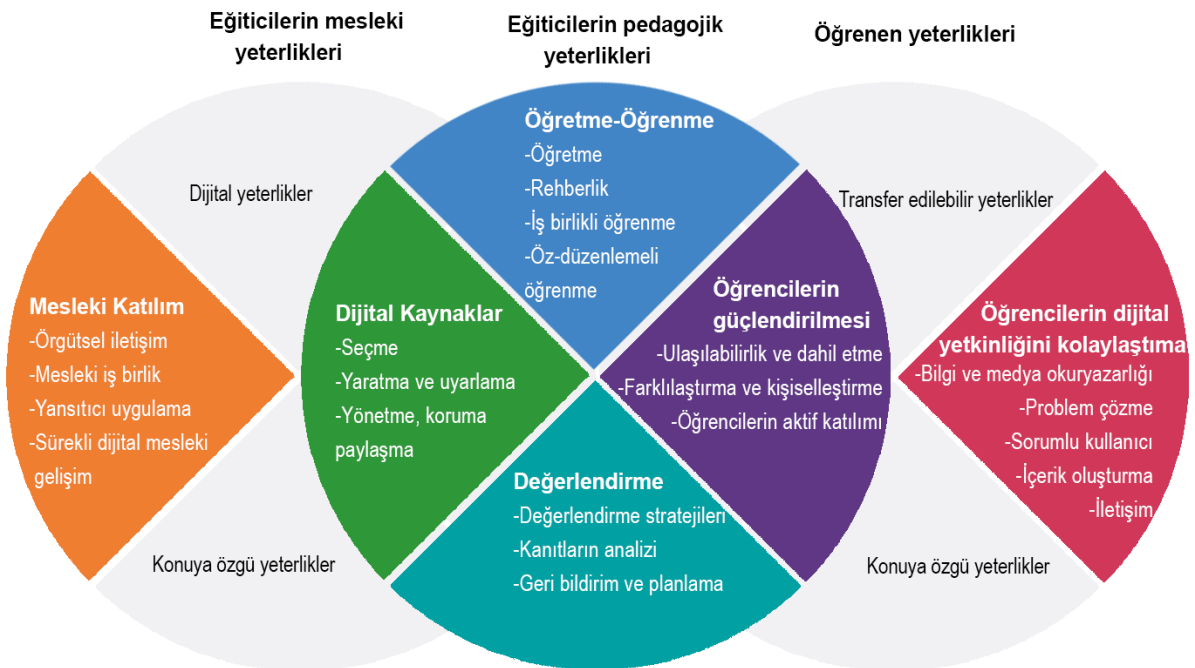 Eğiticilerin mesleki
yeterlikleri
Eğiticilerin pedagojik
yeterlikleri
Öğrenen yeterlikleri
Dijital yeterlikler
Öğretme-Öğrenme
-Öğretme
-Rehberlik
-İş birlikli öğrenme
-Öz-düzenlemeli
öğrenme
Transfer edilebilir yeterlikler
Mesleki Katılım
-Örgütsel iletişim
-Mesleki iş birlik
-Yansıtıcı uygulama
-Sürekli dijital mesleki
gelişim
Dijital Kaynaklar
-Seçme
-Yaratma ve uyarlama
-Yönetme, koruma
paylaşma
Öğrencilerin
güçlendirilmesi
-Ulaşılabilirlik ve dahil etme
-Farklılaştırma ve kişiselleştirme
-Öğrencilerin aktif katılımı
Öğrencilerin dijital
yetkinliğini kolaylaştıma
-Bilgi ve medya okuryazarlığı
-Problem çözme
-Sorumlu kullanıcı
-İçerik oluşturma
-İletişim
Değerlendirme
-Değerlendirme stratejileri
-Kanıtların analizi
-Geri bildirim ve planlama
Konuya özgü yeterlikler
Konuya özgü yeterlikler